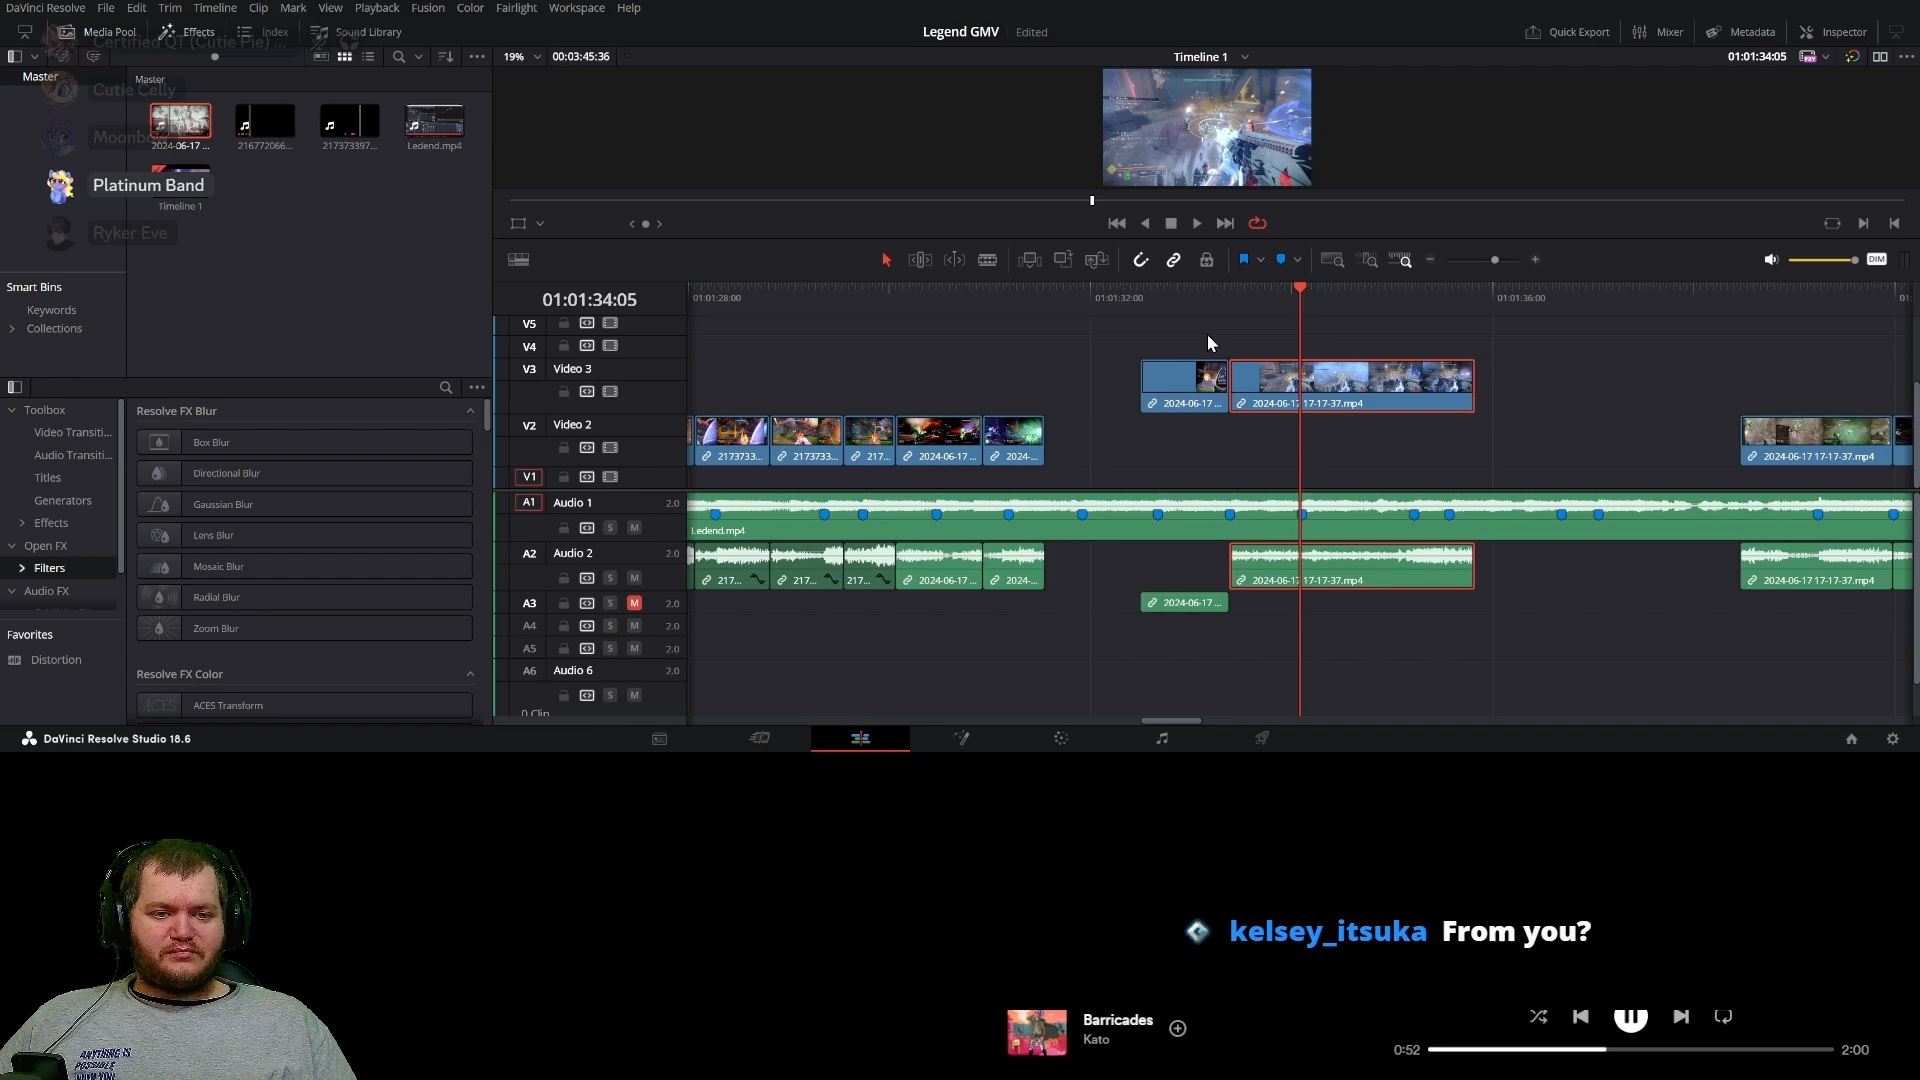 DaVinci Resolve File Edit Trim Timeline Clip Mark View Playback Fusion Color Fairlight Workspace Help
Media Pool Effects Index Sound Library Legend GMV Edited Quick Export Mixer Metadata Inspector
Certified QT (Cutie Pie) ...
19% 00:03:45:36 Timeline 1 01:01:34:05
Master Master
Cutie Celly
Moonbo
2024-06-17 ... 216772066... 217373397... Ledend.mp4
Platinum Band
Timeline 1
Ryker Eve
DIM
Smart Bins
Keywords
Collections
01:01:34:05 01:01:28:00 01:01:32:00 01:01:36:00 01:
V5
V4
V3 Video 3
2024-06-17 ... 2024-06-17 17-17-37.mp4
V2 Video 2
2173733... 2173733... 217... 2024-06-17 ... 2024-... 2024-06-17 17-17-37.mp4
V1
A1 Audio 1 2.0
S M
Ledend.mp4
A2 Audio 2 2.0
S M
217... 217... 217... 2024-06-17 ... 2024-... 2024-06-17 17-17-37.mp4 2024-06-17 17-17-37.mp4
A3 S M 2.0 2024-06-17 ...
A4 S M 2.0
A5 S M 2.0
A6 Audio 6 2.0
S M
0 Clip
Toolbox
Video Transiti...
Audio Transiti...
Titles
Generators
Effects
Open FX
Filters
Audio FX
Favorites
Distortion
Resolve FX Blur
Box Blur
Directional Blur
Gaussian Blur
Lens Blur
Mosaic Blur
Radial Blur
Zoom Blur
Resolve FX Color
ACES ACES Transform
DaVinci Resolve Studio 18.6
kelsey_itsuka From you?
Barricades
Kato
0:52 2:00
ANYTHING IS
POSSIBLE